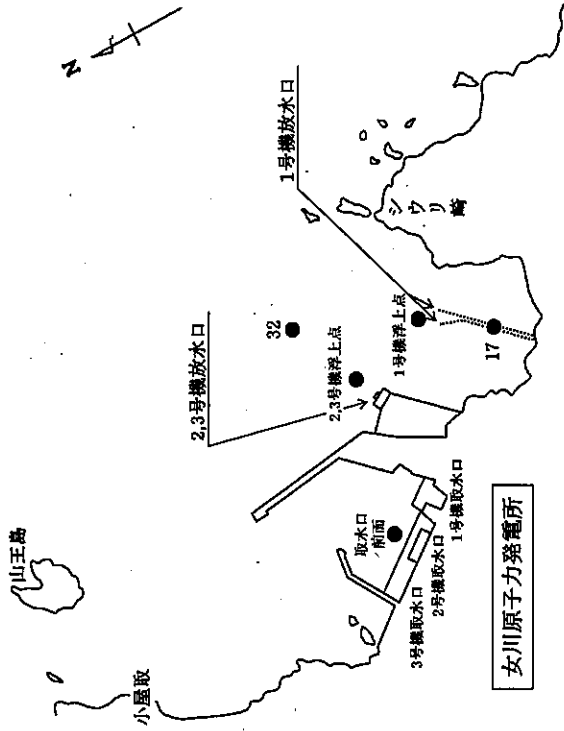 N
1号機放水口
2,3号機放水口
シウリ崎
32
1号機浮上点
2,3号機浮上点
17
山王島
取水口
前面
1号機取水口
2号機取水口
3号機取水口
小屋取
女川原子力発電所